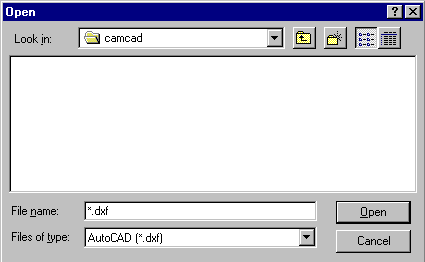 Open
Look in: camcad
File name: *.dxf Open
Files of type: AutoCAD (*.dxf) Cancel